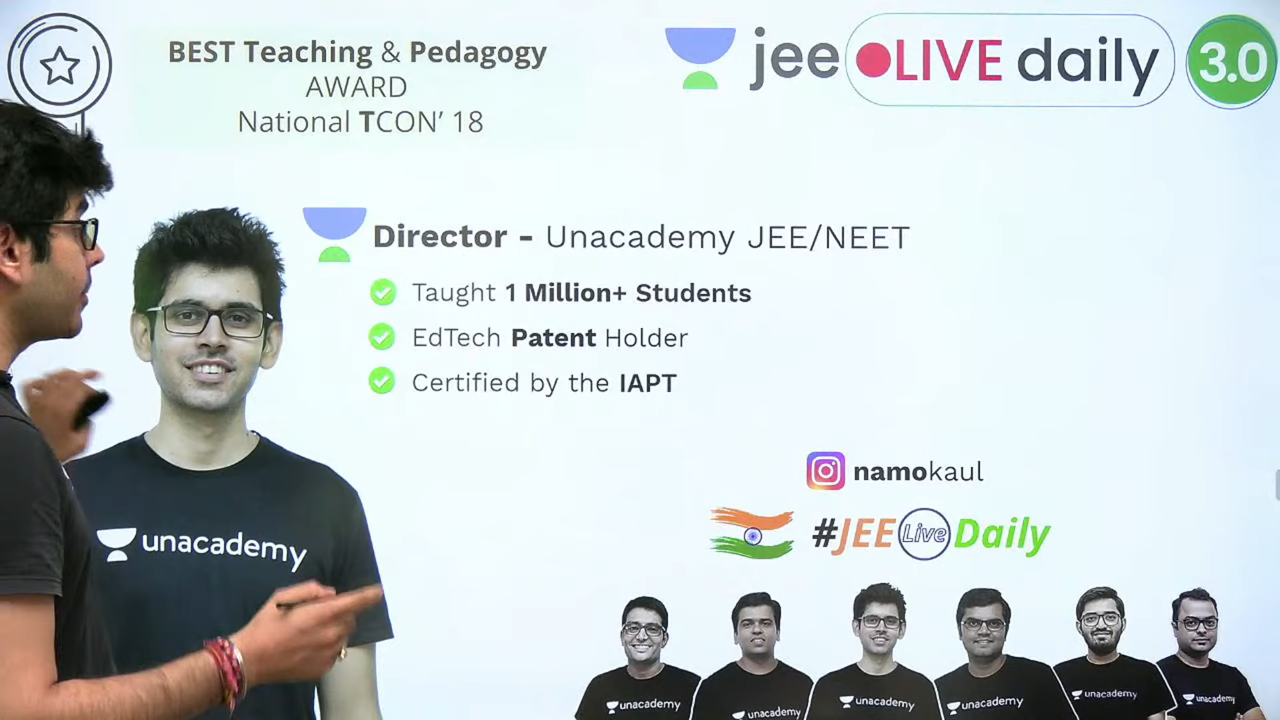 BEST Teaching & Pedagogy
AWARD
National TCON' 18
jee LIVE daily 3.0
Director - Unacademy JEE/NEET
Taught 1 Million+ Students
EdTech Patent Holder
Certified by the IAPT
namokaul
#JEE Live Daily
unacademy
unacademy
unacademy
unacademy
unacademy
unacademy
unacademy